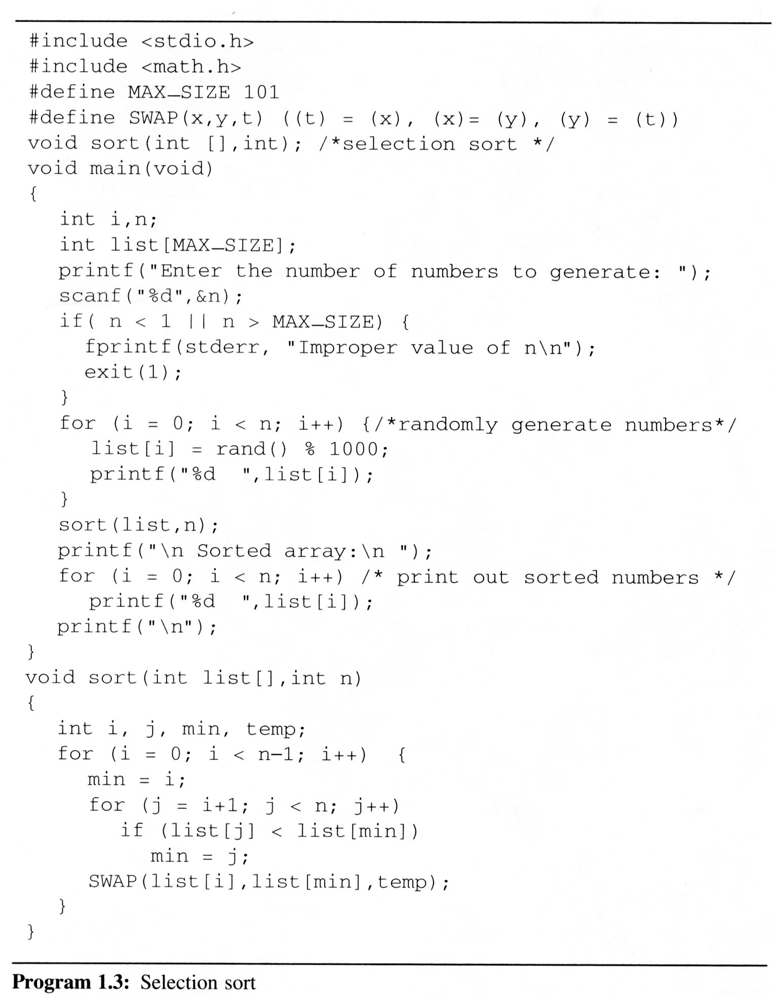 #include <stdio.h>
#include <math.h>
#define MAX_SIZE 101
#define SWAP(x,y,t) ((t) = (x), (x)= (y), (y) = (t))
void sort(int [],int); /*selection sort */
void main(void)
{
   int i,n;
   int list[MAX_SIZE];
   printf("Enter the number of numbers to generate: ");
   scanf("%d",&n);
   if( n < 1 || n > MAX_SIZE) {
     fprintf(stderr, "Improper value of n\n");
     exit(1);
   }
   for (i = 0; i < n; i++) {/*randomly generate numbers*/
      list[i] = rand() % 1000;
      printf("%d  ",list[i]);
   }
   sort(list,n);
   printf("\n Sorted array:\n ");
   for (i = 0; i < n; i++) /* print out sorted numbers */
      printf("%d  ",list[i]);
   printf("\n");
}
void sort(int list[],int n)
{
   int i, j, min, temp;
   for (i = 0; i < n-1; i++)  {
      min = i;
      for (j = i+1; j < n; j++)
         if (list[j] < list[min])
            min = j;
      SWAP(list[i],list[min],temp);
   }
}
Program 1.3: Selection sort